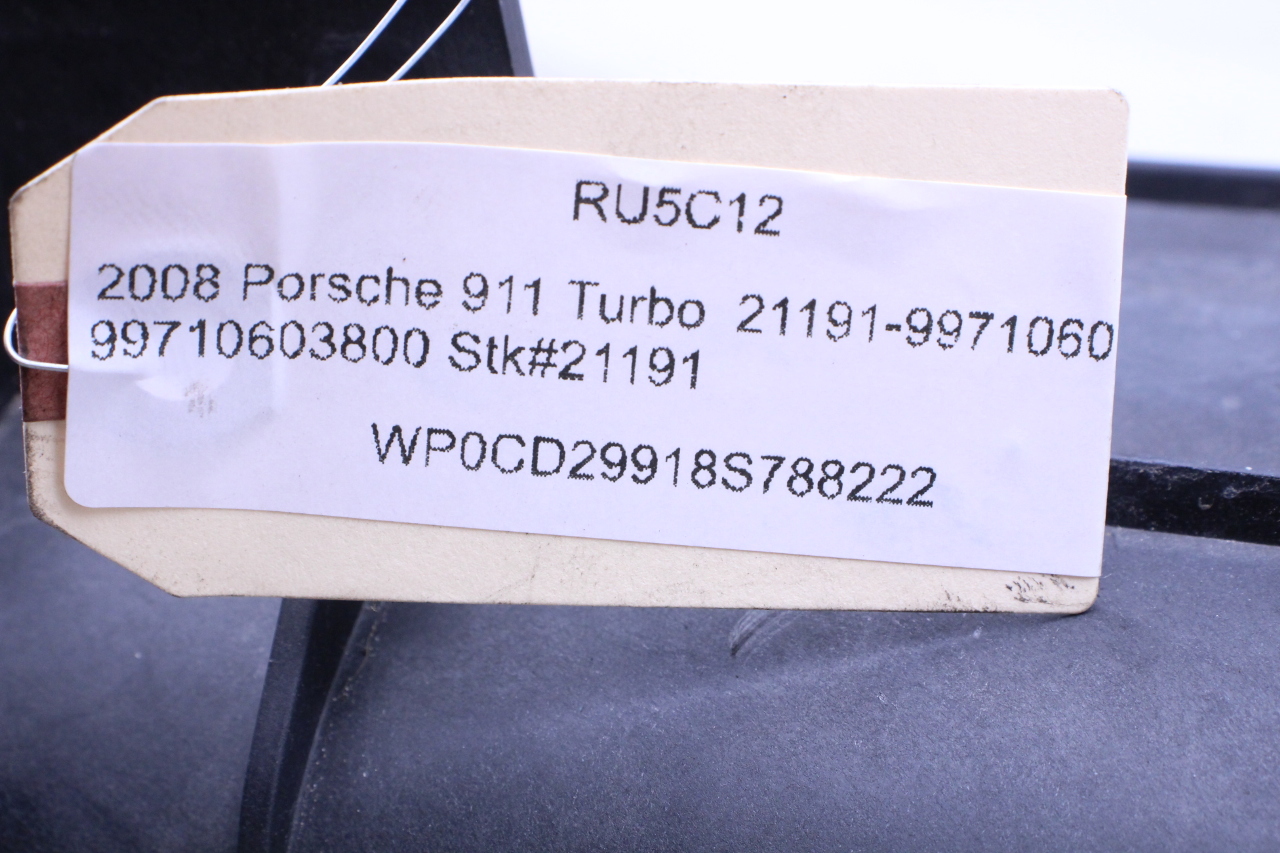 RU5C12
2008 Porsche 911 Turbo 21191-9971060
99710603800 Stk#21191
WP0CD29918S788222